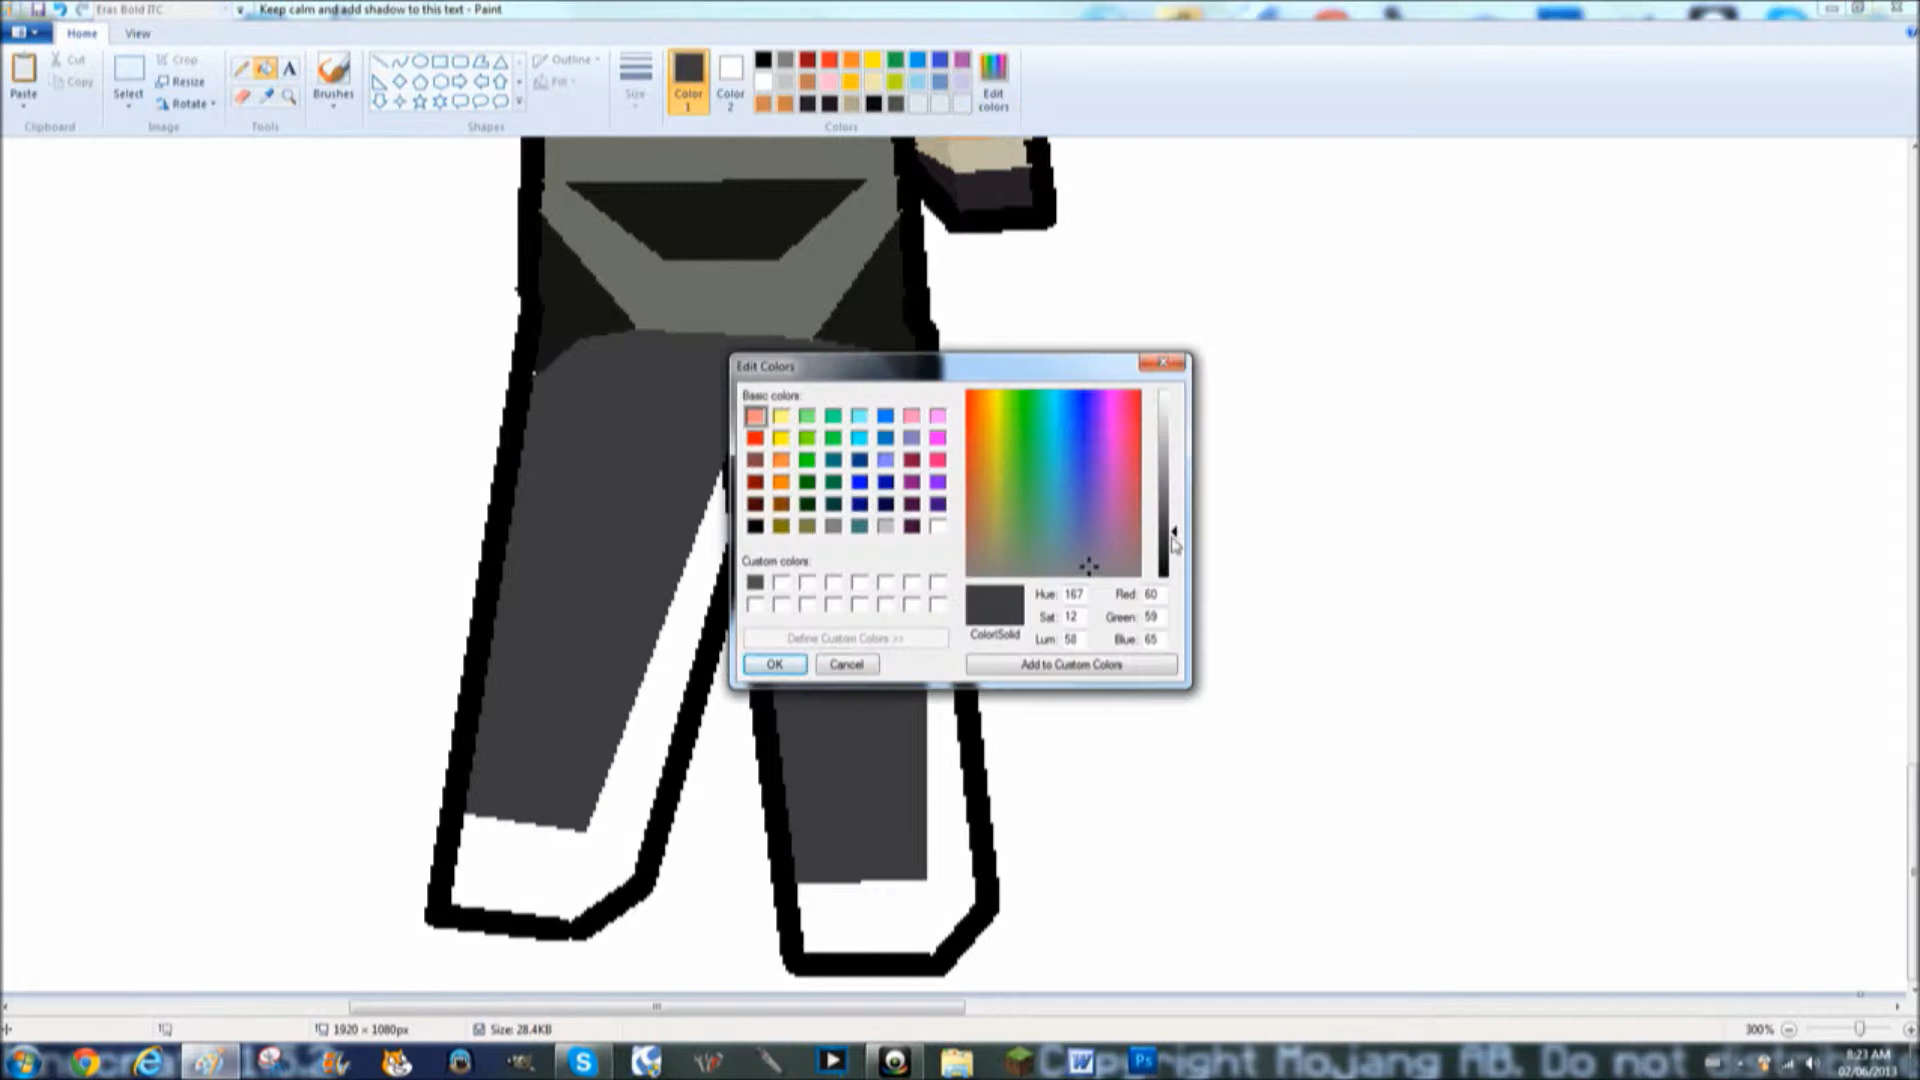 Eras Bold ITC
Keep calm and add shadow to this text - Paint
Home View
Paste
Cut
Copy
Clipboard
Select
Crop
Resize
Rotate
Image
Tools
Brushes
Shapes
Outline
Fill
Size
Color 1
Color 2
Colors
Edit colors
Edit Colors
Basic colors:
Custom colors:
Define Custom Colors >>
OK Cancel
Color|Solid
Hue: 167 Red: 60
Sat: 12 Green: 59
Lum: 58 Blue: 65
Add to Custom Colors
1920 × 1080px
Size: 28.4KB
300%
Copyright Mojang AB. Do not d
8:23 AM
02/06/2013